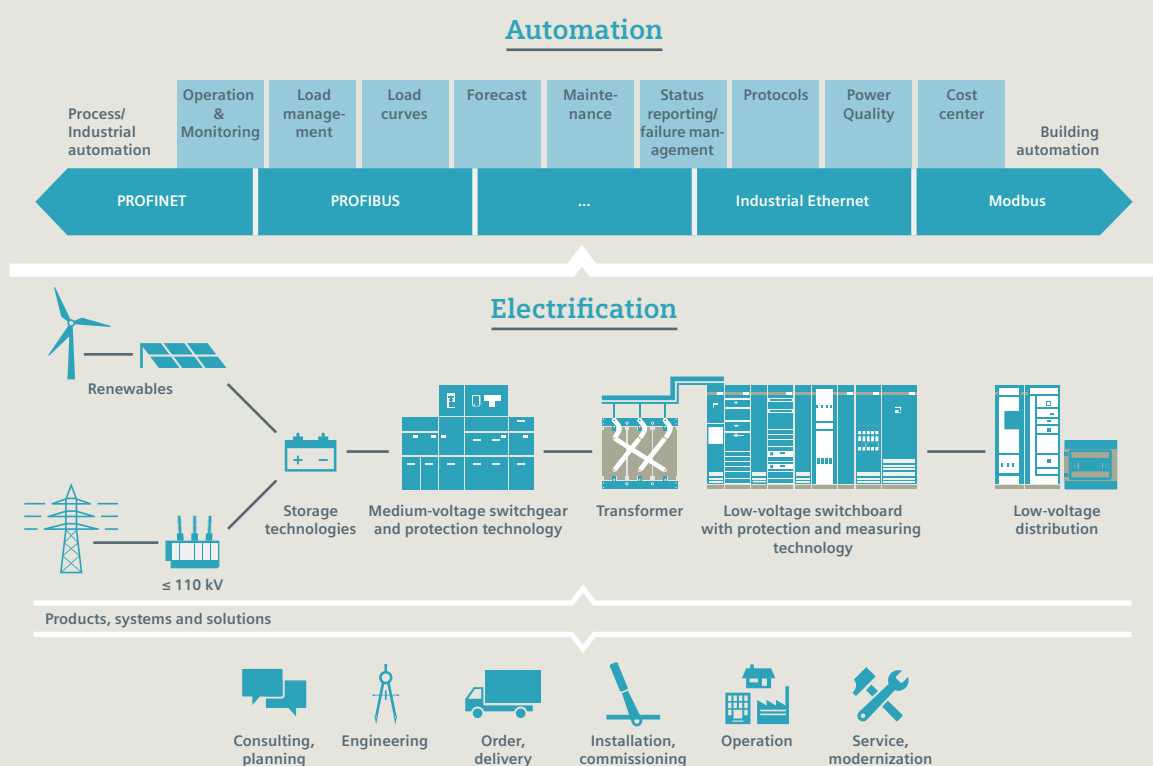 Automation
Process/
Industrial
automation
Operation
&
Monitoring
Load
manage-
ment
Load
curves
Forecast
Mainte-
nance
Status
reporting/
failure man-
agement
Protocols
Power
Quality
Cost
center
Building
automation
PROFINET
PROFIBUS
...
Industrial Ethernet
Modbus
Electrification
Renewables
≤ 110 kV
+ −
Storage
technologies
Medium-voltage switchgear
and protection technology
Transformer
Low-voltage switchboard
with protection and measuring
technology
Low-voltage
distribution
Products, systems and solutions
Consulting,
planning
Engineering
Order,
delivery
Installation,
commissioning
Operation
Service,
modernization